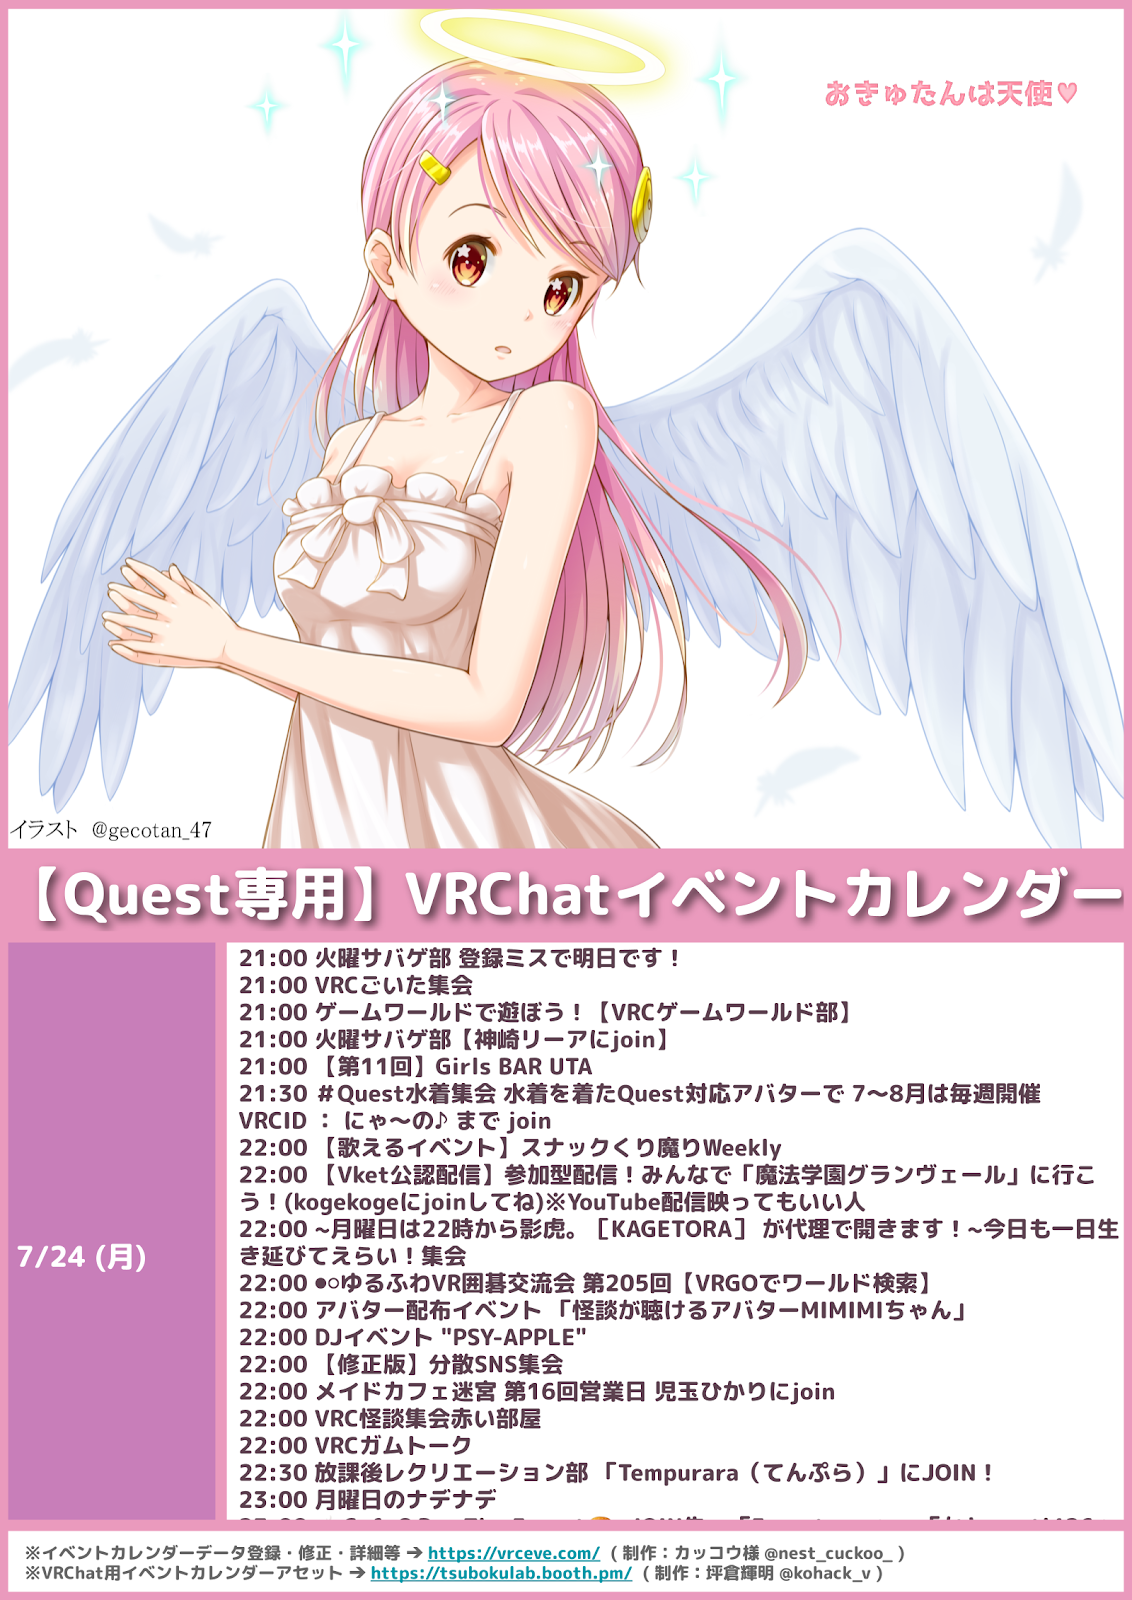 おきゅたんは天使♥
イラスト @gecotan_47
【Quest専用】VRChatイベントカレンダー
7/24 (月)
21:00 火曜サバゲ部 登録ミスで明日です！
21:00 VRCごいた集会
21:00 ゲームワールドで遊ぼう！【VRCゲームワールド部】
21:00 火曜サバゲ部【神崎リーアにjoin】
21:00 【第11回】Girls BAR UTA
21:30 ＃Quest水着集会 水着を着たQuest対応アバターで 7〜8月は毎週開催
VRCID ： にゃ〜の♪ まで join
22:00 【歌えるイベント】スナックくり魔りWeekly
22:00 【Vket公認配信】参加型配信！みんなで「魔法学園グランヴェール」に行こ
う！(kogekogeにjoinしてね)※YouTube配信映ってもいい人
22:00 ~月曜日は22時から影虎。［KAGETORA］ が代理で開きます！~今日も一日生
き延びてえらい！集会
22:00 ●○ゆるふわVR囲碁交流会 第205回【VRGOでワールド検索】
22:00 アバター配布イベント 「怪談が聴けるアバターMIMIMIちゃん」
22:00 DJイベント "PSY-APPLE"
22:00 【修正版】分散SNS集会
22:00 メイドカフェ迷宮 第16回営業日 児玉ひかりにjoin
22:00 VRC怪談集会赤い部屋
22:00 VRCガムトーク
22:30 放課後レクリエーション部 「Tempurara（てんぷら）」にJOIN！
23:00 月曜日のナデナデ
※イベントカレンダーデータ登録・修正・詳細等 ➔ https://vrceve.com/ ( 制作：カッコウ様 @nest_cuckoo_ )
※VRChat用イベントカレンダーアセット ➔ https://tsubokulab.booth.pm/ ( 制作：坪倉輝明 @kohack_v )